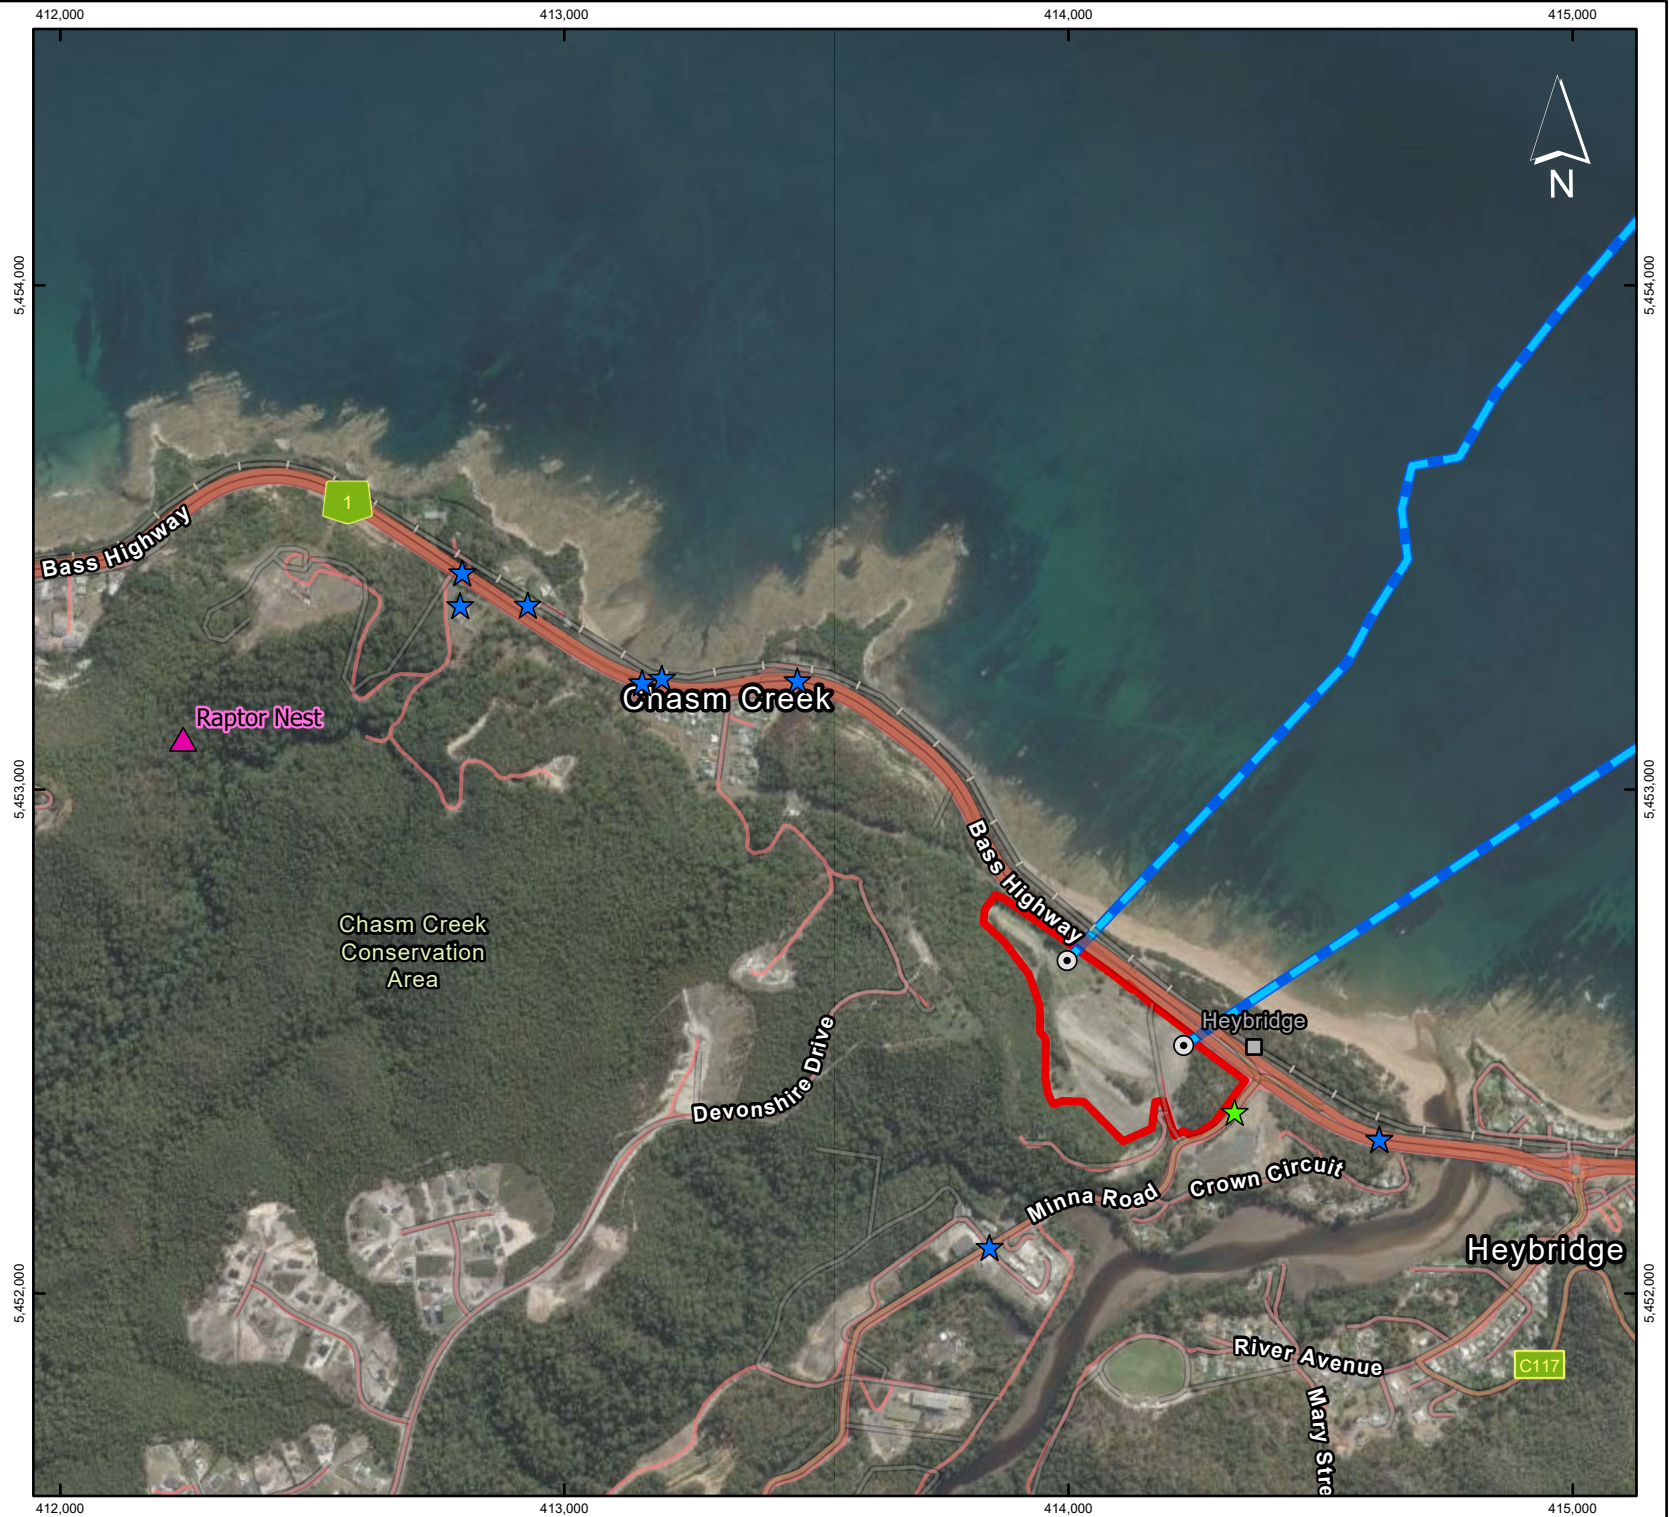 412,000
413,000
414,000
415,000
N
5,454,000
5,454,000
1
Bass Highway
Chasm Creek
Raptor Nest
5,453,000
5,453,000
Bass Highway
Chasm Creek
Conservation
Area
Heybridge
Devonshire Drive
Crown Circuit
Minna Road
Heybridge
5,452,000
5,452,000
River Avenue
C117
Mary Stre
412,000
413,000
414,000
415,000